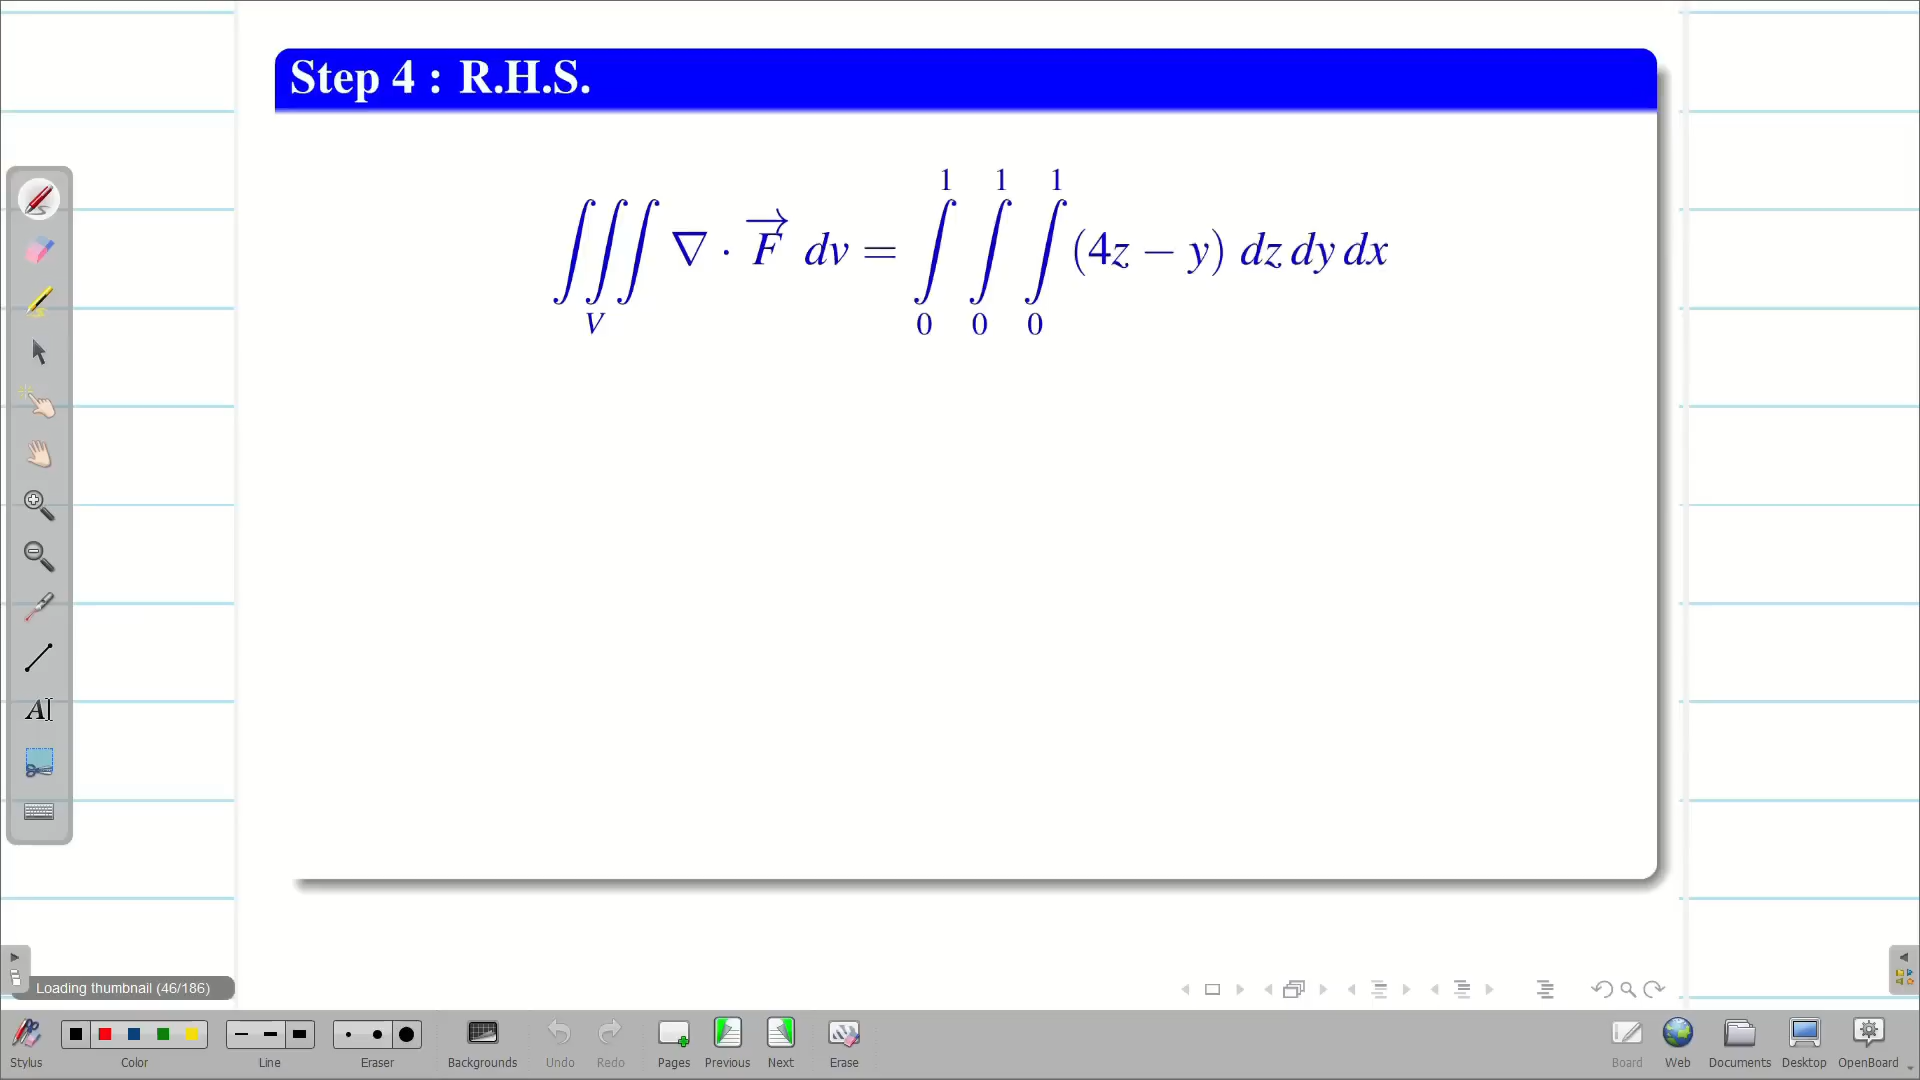 Step 4 : R.H.S.
∭_V ∇ · F⃗ dv = ∫_0^1 ∫_0^1 ∫_0^1 (4z − y) dz dy dx
A
Loading thumbnail (46/186)
Stylus Color Line Eraser Backgrounds Undo Redo Pages Previous Next Erase Board Web Documents Desktop OpenBoard